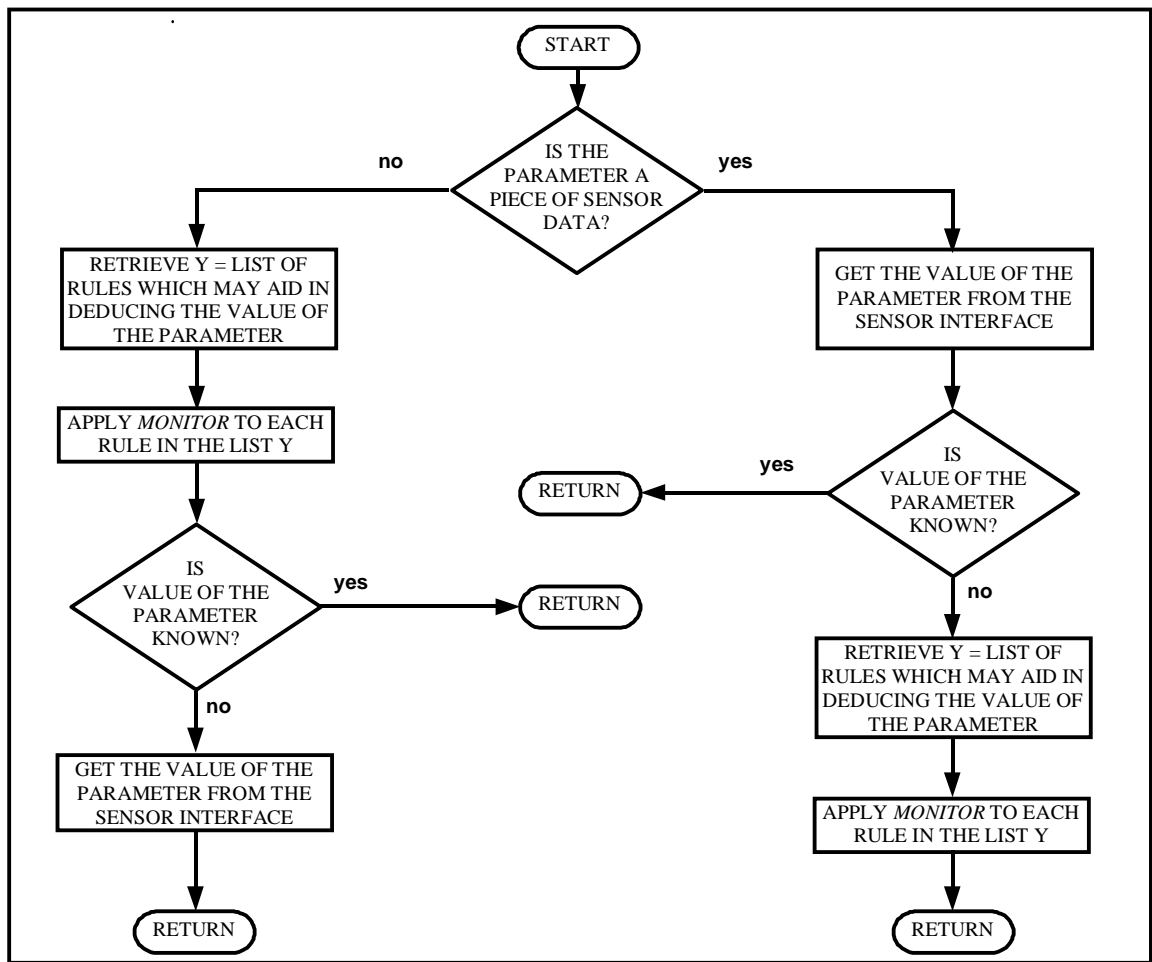 START
IS THE
PARAMETER A
PIECE OF SENSOR
DATA?
no
yes
RETRIEVE Y = LIST OF
RULES WHICH MAY AID IN
DEDUCING THE VALUE OF
THE PARAMETER
GET THE VALUE OF THE
PARAMETER FROM THE
SENSOR INTERFACE
APPLY MONITOR TO EACH
RULE IN THE LIST Y
IS
VALUE OF THE
PARAMETER
KNOWN?
yes
RETURN
IS
VALUE OF THE
PARAMETER
KNOWN?
yes
RETURN
no
RETRIEVE Y = LIST OF
RULES WHICH MAY AID IN
DEDUCING THE VALUE OF
THE PARAMETER
no
GET THE VALUE OF THE
PARAMETER FROM THE
SENSOR INTERFACE
APPLY MONITOR TO EACH
RULE IN THE LIST Y
RETURN
RETURN